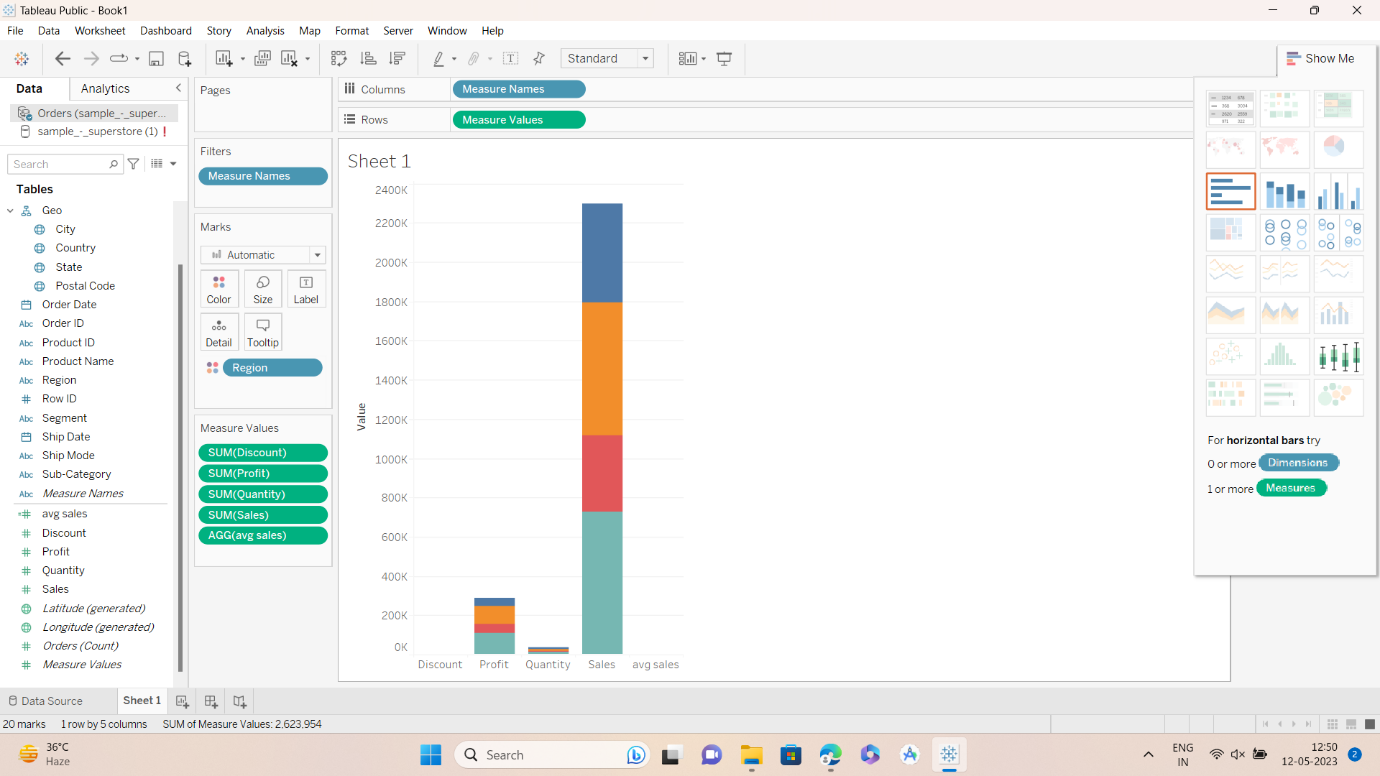 Tableau Public - Book1
File Data Worksheet Dashboard Story Analysis Map Format Server Window Help
Standard
Show Me
Data Analytics
Orders (sample_-_super...
sample_-_superstore (1) !
Search
Tables
Geo
City
Country
State
Postal Code
Order Date
Abc Order ID
Abc Product ID
Abc Product Name
Abc Region
# Row ID
Abc Segment
Ship Date
Abc Ship Mode
Abc Sub-Category
Abc Measure Names
=# avg sales
# Discount
# Profit
# Quantity
# Sales
Latitude (generated)
Longitude (generated)
# Orders (Count)
# Measure Values
Pages
Filters
Measure Names
Marks
Automatic
Color Size Label
Detail Tooltip
Region
Measure Values
SUM(Discount)
SUM(Profit)
SUM(Quantity)
SUM(Sales)
AGG(avg sales)
Columns Measure Names
Rows Measure Values
Sheet 1
2400K
2200K
2000K
1800K
1600K
1400K
1200K
1000K
800K
600K
400K
200K
0K
Value
Discount Profit Quantity Sales avg sales
For horizontal bars try
0 or more Dimensions
1 or more Measures
Data Source Sheet 1
20 marks 1 row by 5 columns SUM of Measure Values: 2,623,954
36°C
Haze
Search
ENG
IN
12:50
12-05-2023
2